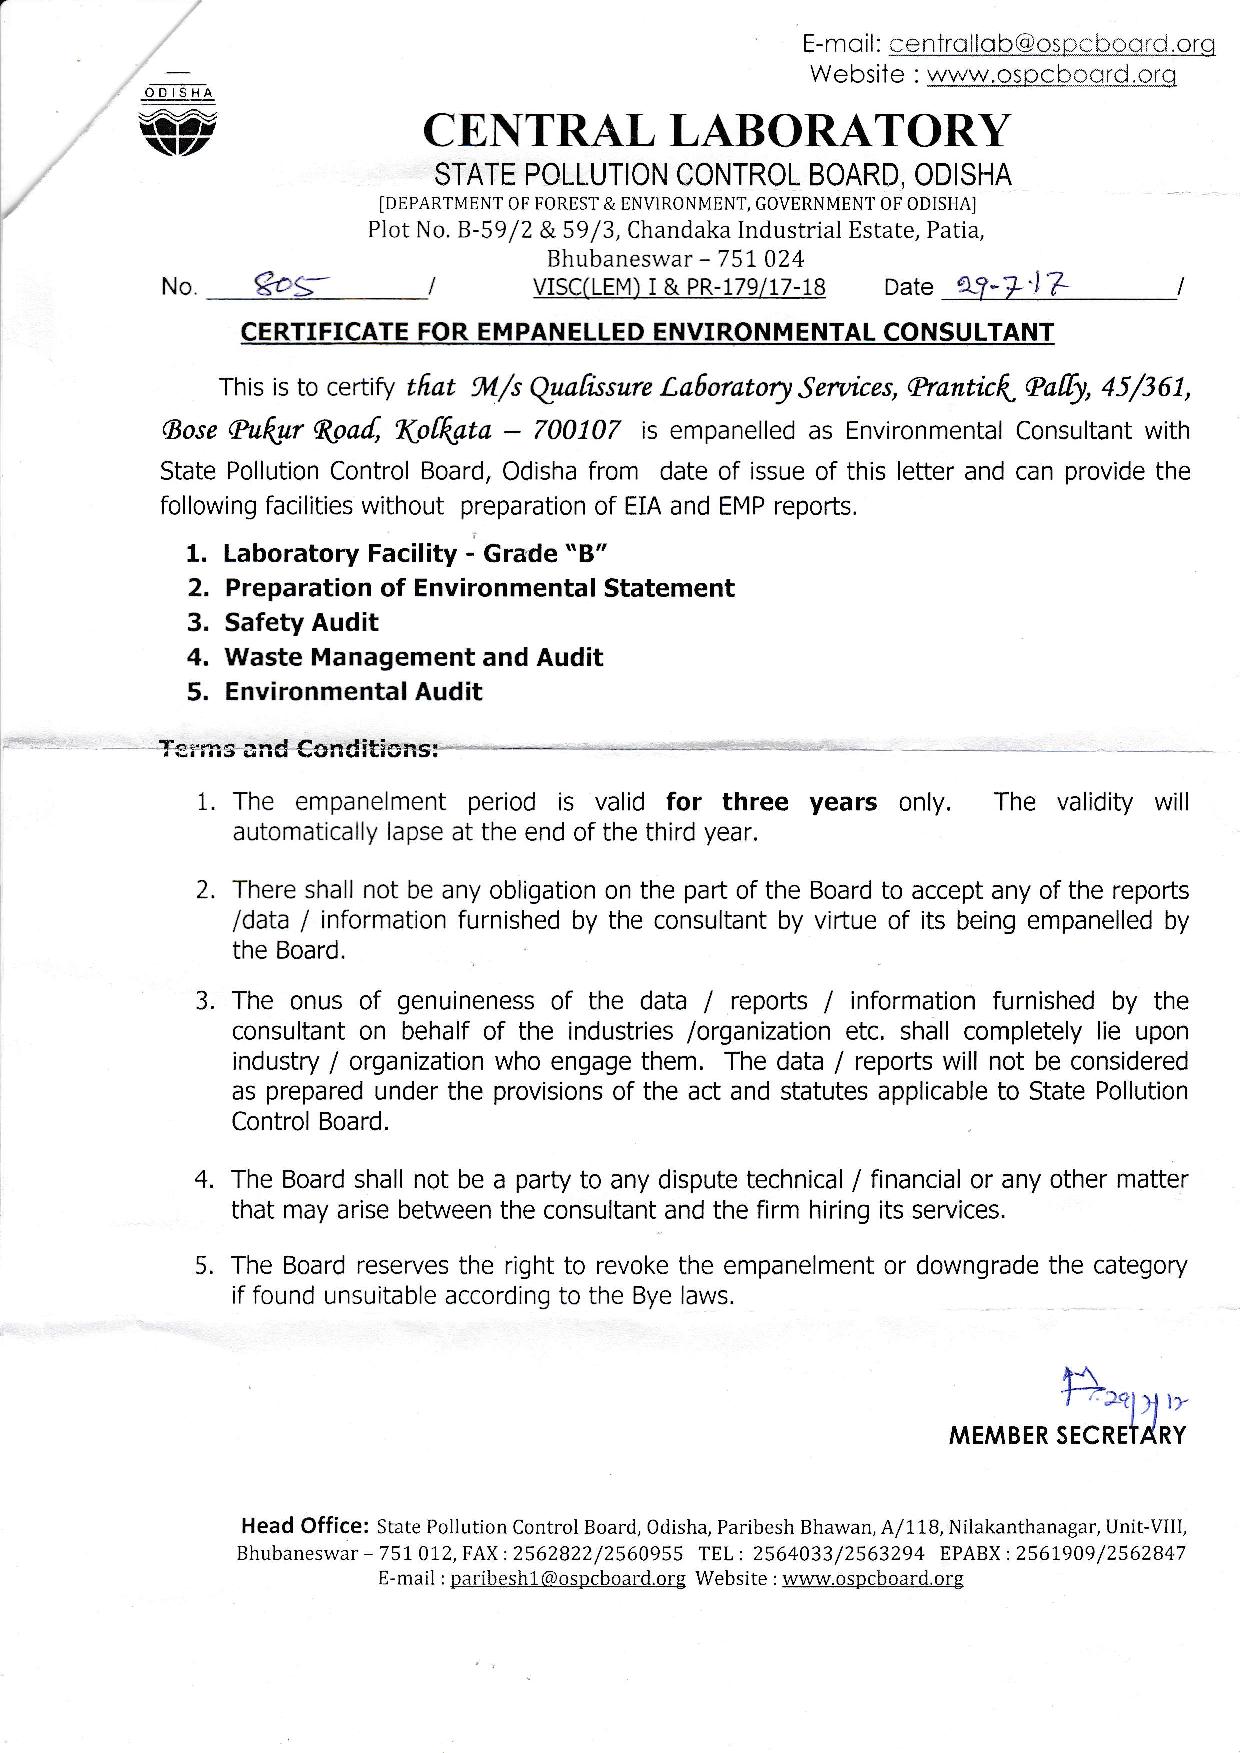 E-mail: centrallab@ospcboard.org
Website : www.ospcboard.org
ODISHA
CENTRAL LABORATORY
STATE POLLUTION CONTROL BOARD, ODISHA
[DEPARTMENT OF FOREST & ENVIRONMENT, GOVERNMENT OF ODISHA]
Plot No. B-59/2 & 59/3, Chandaka Industrial Estate, Patia,
Bhubaneswar – 751 024
No. 805 / VISC(LEM) I & PR-179/17-18 Date 29-7-17 /
CERTIFICATE FOR EMPANELLED ENVIRONMENTAL CONSULTANT
This is to certify that M/s Qualissure Laboratory Services, Prantick Pally, 45/361,
Bose Pukur Road, Kolkata – 700107 is empanelled as Environmental Consultant with
State Pollution Control Board, Odisha from date of issue of this letter and can provide the
following facilities without preparation of EIA and EMP reports.
1. Laboratory Facility - Grade "B"
2. Preparation of Environmental Statement
3. Safety Audit
4. Waste Management and Audit
5. Environmental Audit
Terms and Conditions:
1. The empanelment period is valid for three years only. The validity will
automatically lapse at the end of the third year.
2. There shall not be any obligation on the part of the Board to accept any of the reports
/data / information furnished by the consultant by virtue of its being empanelled by
the Board.
3. The onus of genuineness of the data / reports / information furnished by the
consultant on behalf of the industries /organization etc. shall completely lie upon
industry / organization who engage them. The data / reports will not be considered
as prepared under the provisions of the act and statutes applicable to State Pollution
Control Board.
4. The Board shall not be a party to any dispute technical / financial or any other matter
that may arise between the consultant and the firm hiring its services.
5. The Board reserves the right to revoke the empanelment or downgrade the category
if found unsuitable according to the Bye laws.
29/7/17
MEMBER SECRETARY
Head Office: State Pollution Control Board, Odisha, Paribesh Bhawan, A/118, Nilakanthanagar, Unit-VIII,
Bhubaneswar – 751 012, FAX : 2562822/2560955 TEL : 2564033/2563294 EPABX : 2561909/2562847
E-mail : paribesh1@ospcboard.org Website : www.ospcboard.org